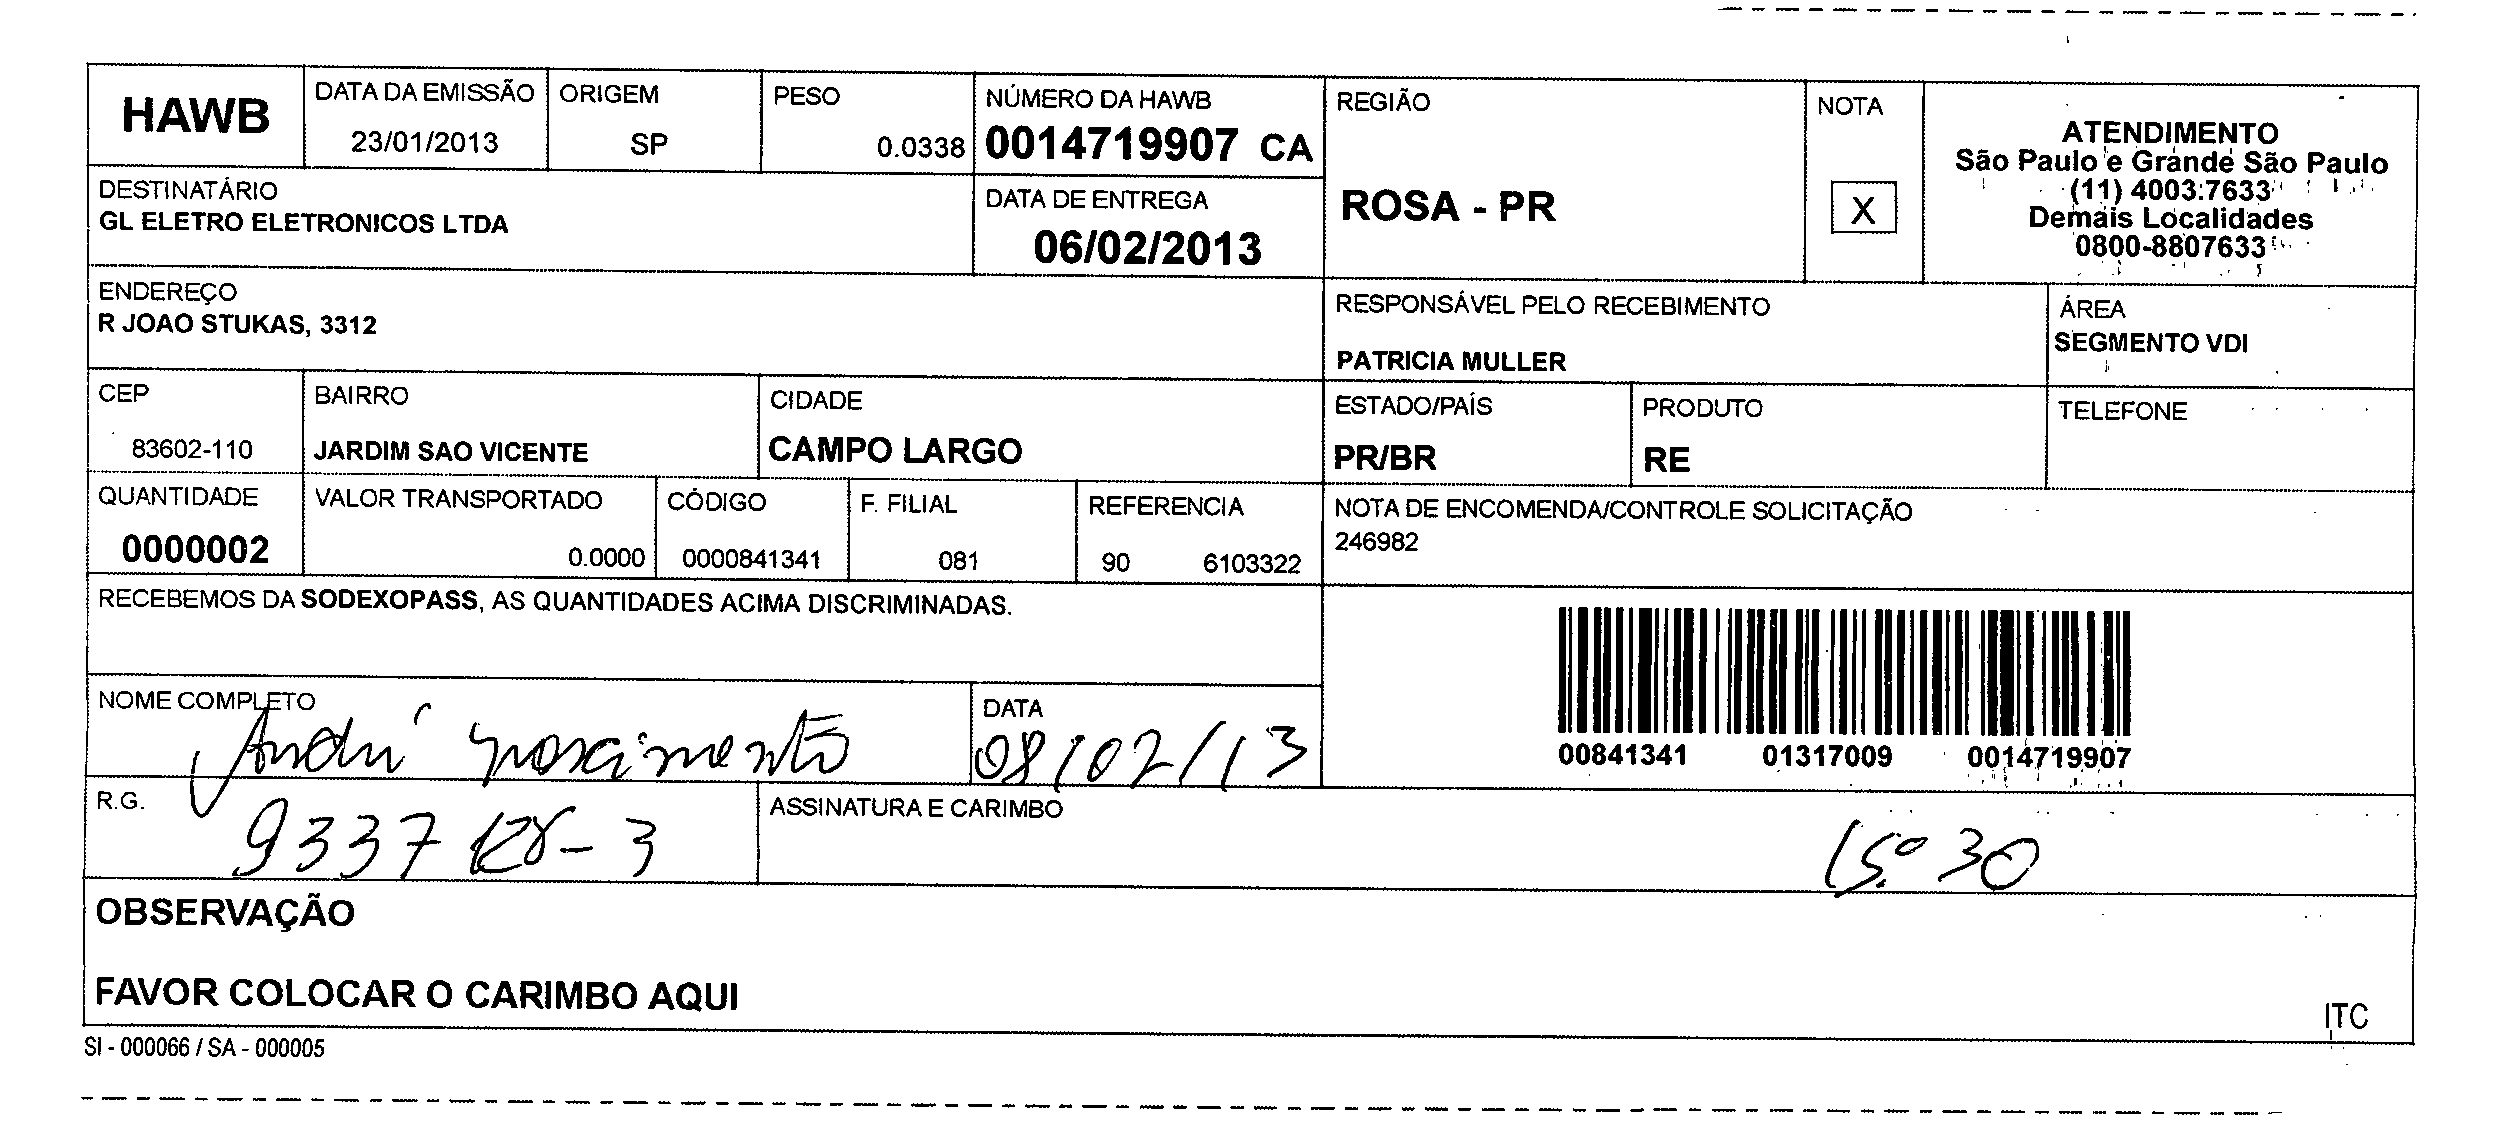 HAWB
DATA DA EMISSÃO
23/01/2013
ORIGEM
SP
PESO
0.0338
NÚMERO DA HAWB
0014719907 CA
REGIÃO
ROSA - PR
NOTA
X
ATENDIMENTO
São Paulo e Grande São Paulo
(11) 4003.7633
Demais Localidades
0800-8807633
DESTINATÁRIO
GL ELETRO ELETRONICOS LTDA
DATA DE ENTREGA
06/02/2013
ENDEREÇO
R JOAO STUKAS, 3312
RESPONSÁVEL PELO RECEBIMENTO
PATRICIA MULLER
ÁREA
SEGMENTO VDI
CEP
83602-110
BAIRRO
JARDIM SAO VICENTE
CIDADE
CAMPO LARGO
ESTADO/PAÍS
PR/BR
PRODUTO
RE
TELEFONE
QUANTIDADE
0000002
VALOR TRANSPORTADO
0.0000
CÓDIGO
0000841341
F. FILIAL
081
REFERENCIA
90 6103322
NOTA DE ENCOMENDA/CONTROLE SOLICITAÇÃO
246982
RECEBEMOS DA SODEXOPASS, AS QUANTIDADES ACIMA DISCRIMINADAS.
00841341 01317009 0014719907
NOME COMPLETO
André Nascimento
DATA
08/02/13
R.G.
9337 - 3
ASSINATURA E CARIMBO
15:30
OBSERVAÇÃO
FAVOR COLOCAR O CARIMBO AQUI
ITC
SI - 000066 / SA - 000005